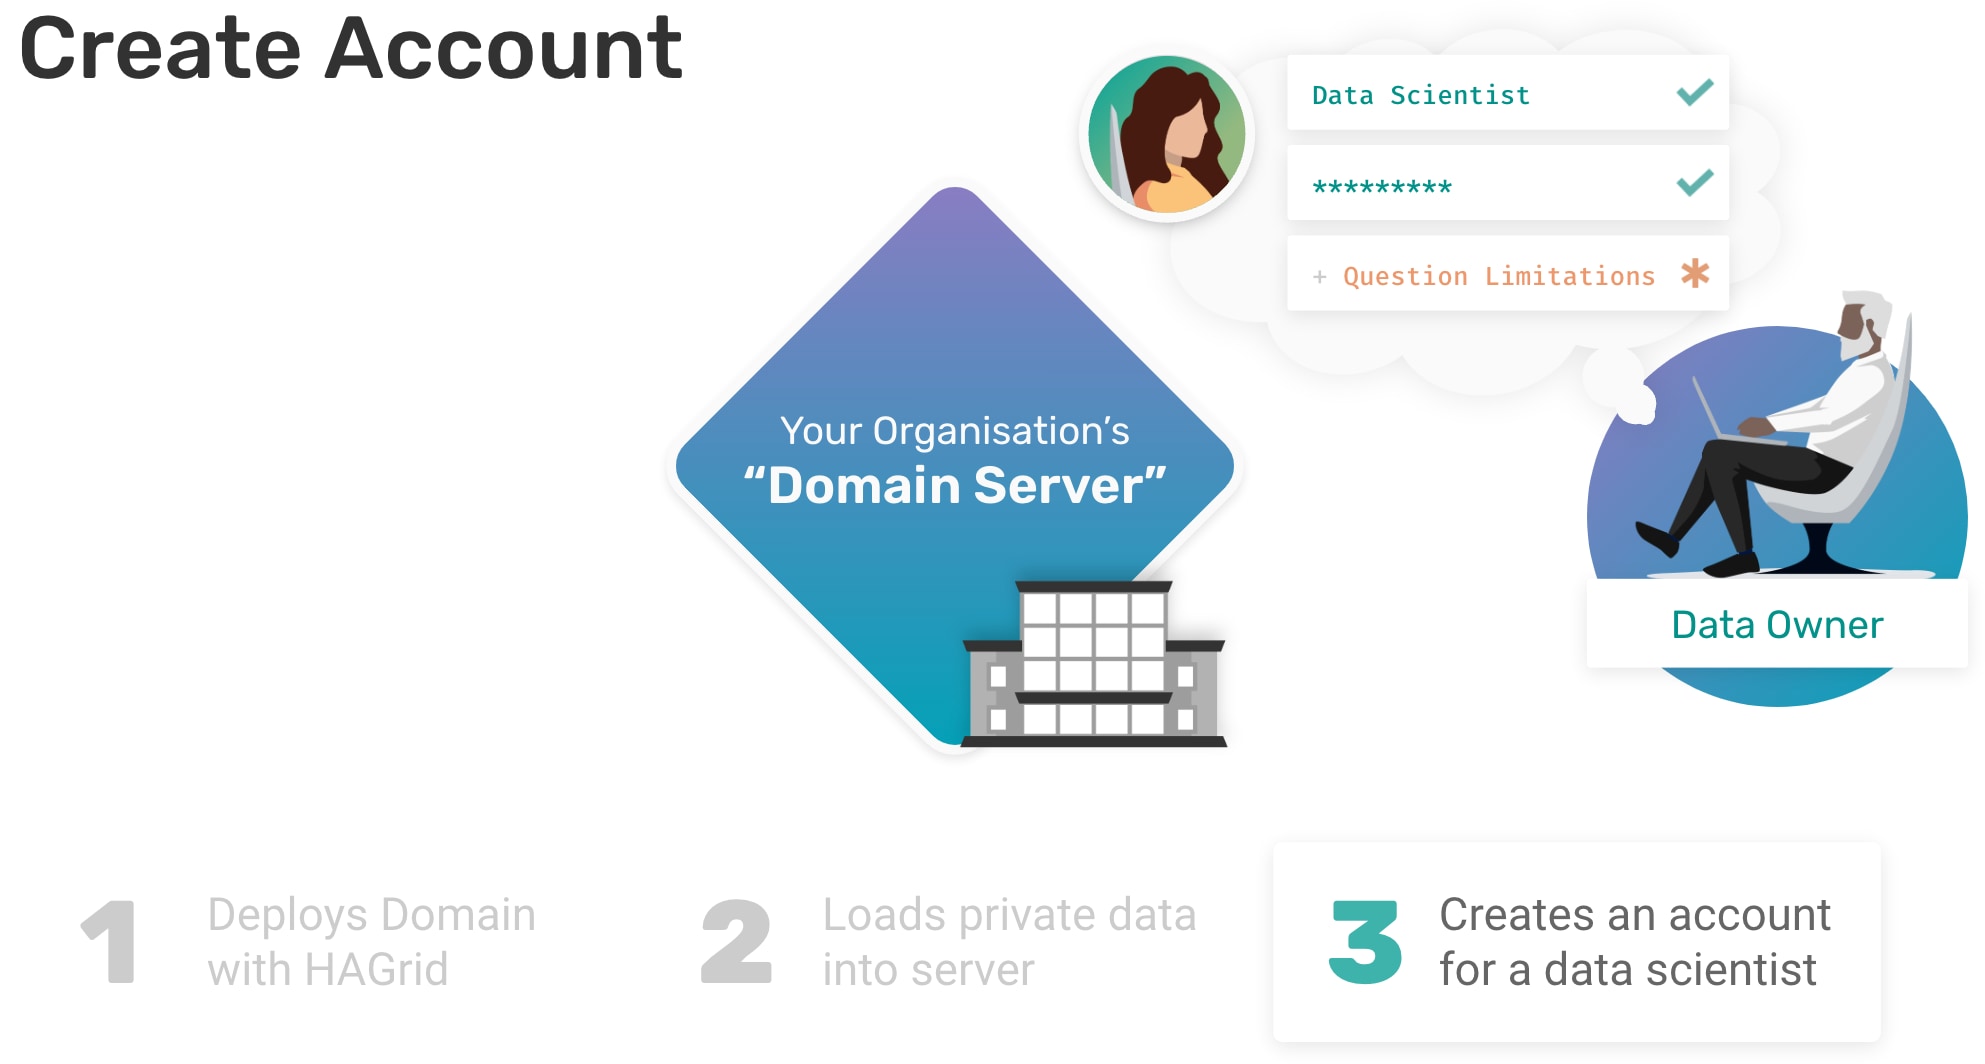 Create Account
Data Scientist
*********
+ Question Limitations *
Your Organisation’s
“Domain Server”
Data Owner
1
Deploys Domain
with HAGrid
2
Loads private data
into server
3
Creates an account
for a data scientist